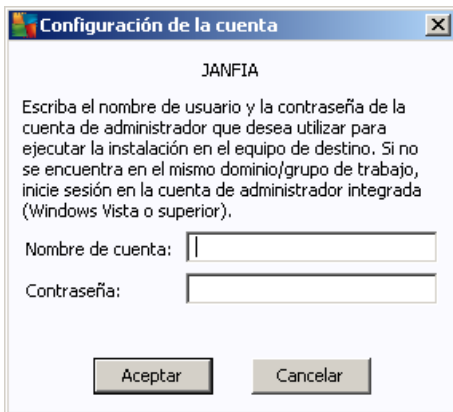 Configuración de la cuenta
JANFIA
Escriba el nombre de usuario y la contraseña de la
cuenta de administrador que desea utilizar para
ejecutar la instalación en el equipo de destino. Si no
se encuentra en el mismo dominio/grupo de trabajo,
inicie sesión en la cuenta de administrador integrada
(Windows Vista o superior).
Nombre de cuenta:
Contraseña:
Aceptar Cancelar